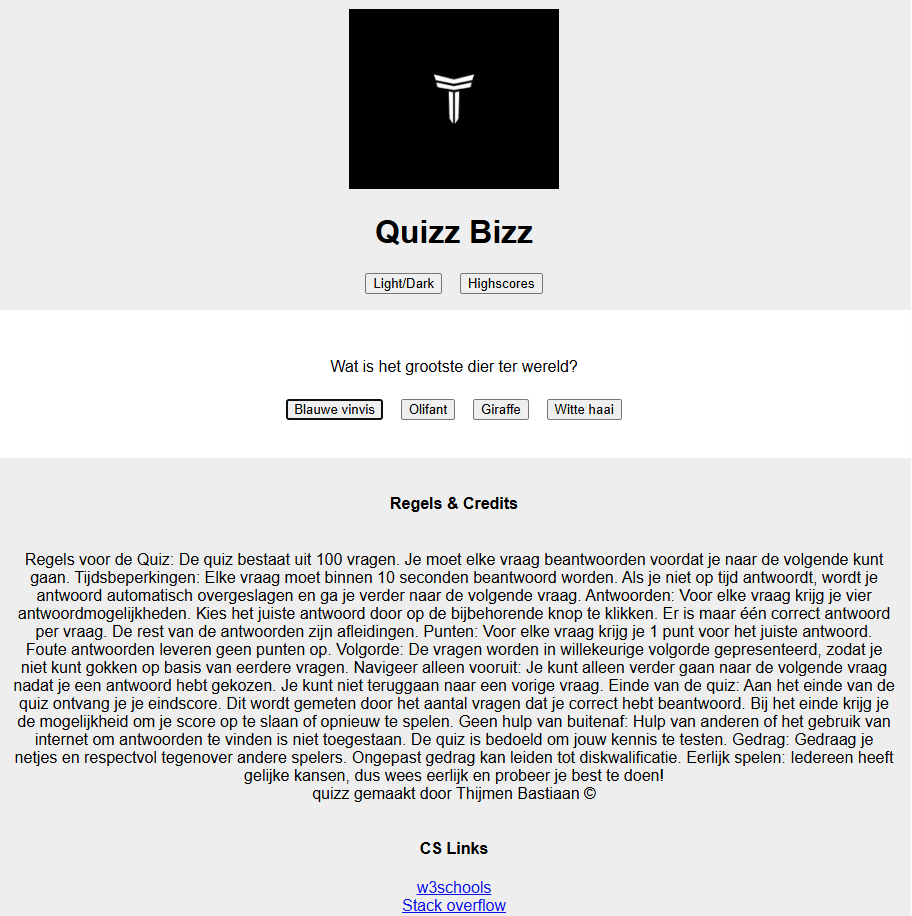 Quizz Bizz
Light/Dark Highscores
Wat is het grootste dier ter wereld?
Blauwe vinvis Olifant Giraffe Witte haai
Regels & Credits
Regels voor de Quiz: De quiz bestaat uit 100 vragen. Je moet elke vraag beantwoorden voordat je naar de volgende kunt
gaan. Tijdsbeperkingen: Elke vraag moet binnen 10 seconden beantwoord worden. Als je niet op tijd antwoordt, wordt je
antwoord automatisch overgeslagen en ga je verder naar de volgende vraag. Antwoorden: Voor elke vraag krijg je vier
antwoordmogelijkheden. Kies het juiste antwoord door op de bijbehorende knop te klikken. Er is maar één correct antwoord
per vraag. De rest van de antwoorden zijn afleidingen. Punten: Voor elke vraag krijg je 1 punt voor het juiste antwoord.
Foute antwoorden leveren geen punten op. Volgorde: De vragen worden in willekeurige volgorde gepresenteerd, zodat je
niet kunt gokken op basis van eerdere vragen. Navigeer alleen vooruit: Je kunt alleen verder gaan naar de volgende vraag
nadat je een antwoord hebt gekozen. Je kunt niet teruggaan naar een vorige vraag. Einde van de quiz: Aan het einde van de
quiz ontvang je je eindscore. Dit wordt gemeten door het aantal vragen dat je correct hebt beantwoord. Bij het einde krijg je
de mogelijkheid om je score op te slaan of opnieuw te spelen. Geen hulp van buitenaf: Hulp van anderen of het gebruik van
internet om antwoorden te vinden is niet toegestaan. De quiz is bedoeld om jouw kennis te testen. Gedrag: Gedraag je
netjes en respectvol tegenover andere spelers. Ongepast gedrag kan leiden tot diskwalificatie. Eerlijk spelen: Iedereen heeft
gelijke kansen, dus wees eerlijk en probeer je best te doen!
quizz gemaakt door Thijmen Bastiaan ©
CS Links
w3schools
Stack overflow